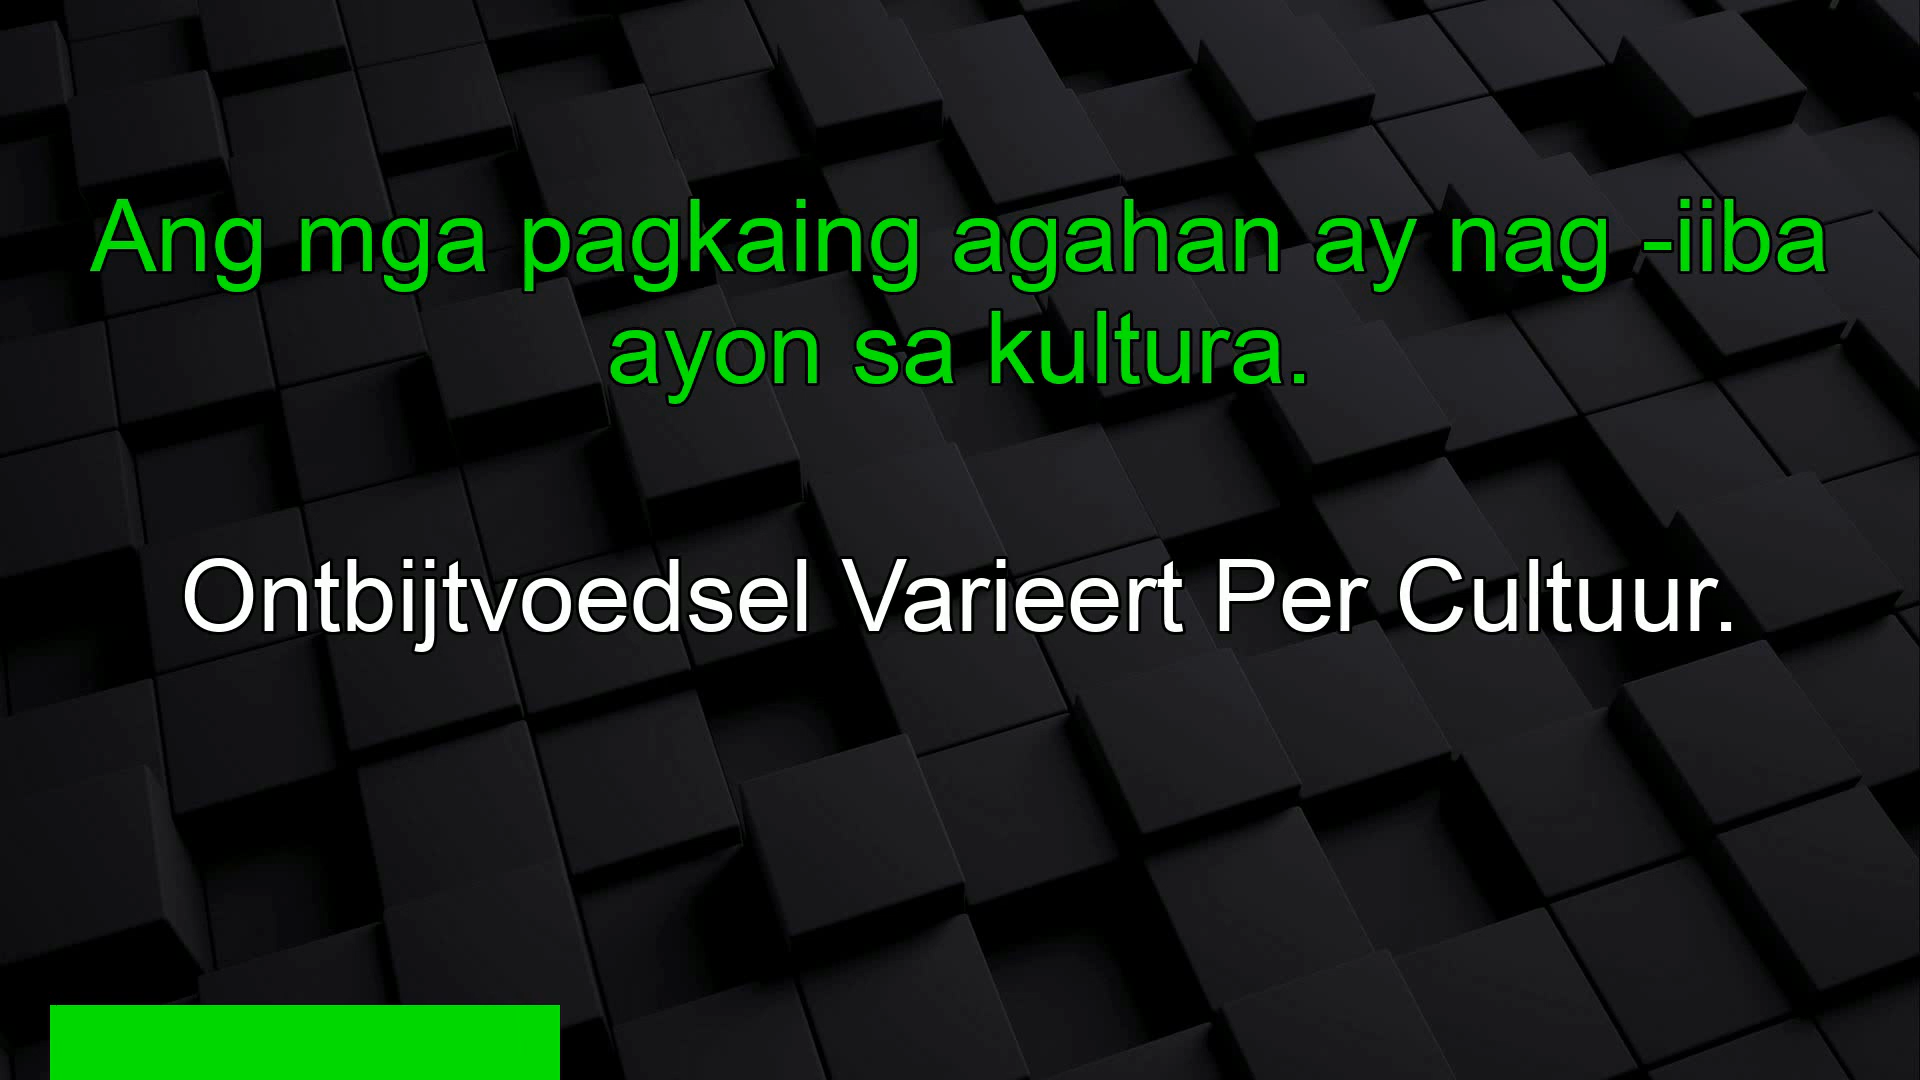 Ang mga pagkaing agahan ay nag -iiba
ayon sa kultura.
Ontbijtvoedsel Varieert Per Cultuur.